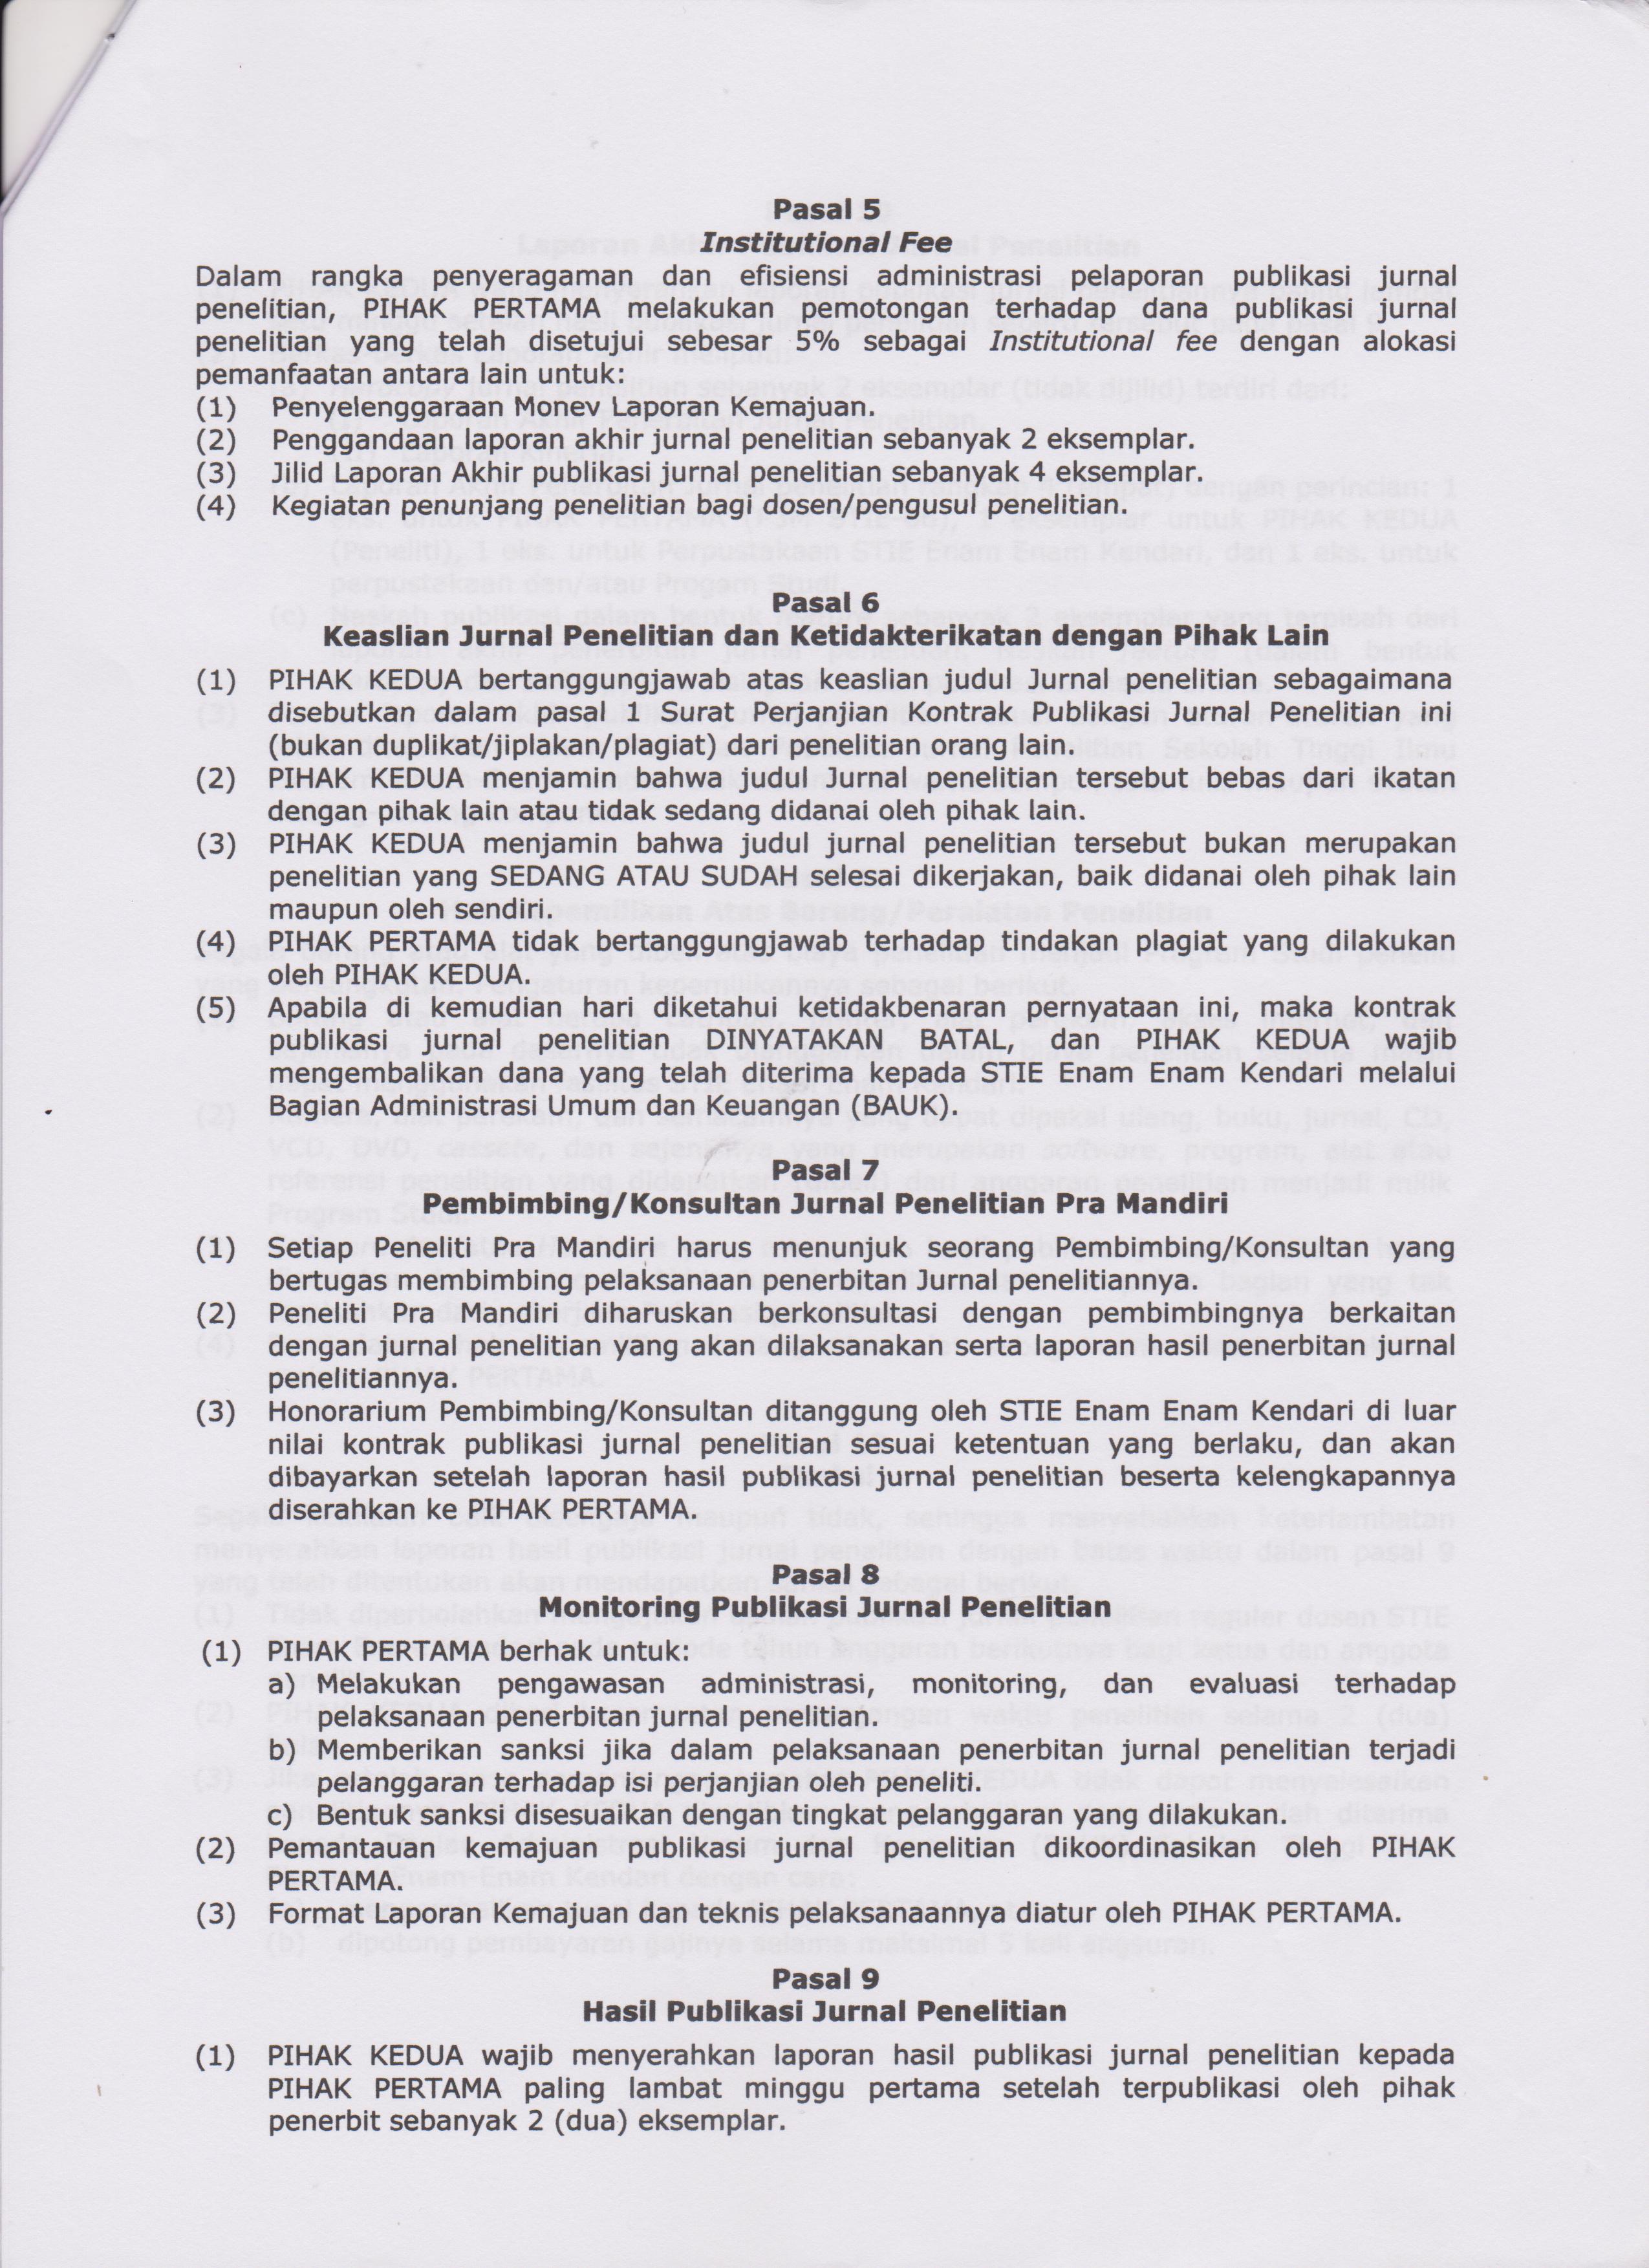 Pasal 5
Institutional Fee
Dalam rangka penyeragaman dan efisiensi administrasi pelaporan publikasi jurnal
penelitian, PIHAK PERTAMA melakukan pemotongan terhadap dana publikasi jurnal
penelitian yang telah disetujui sebesar 5% sebagai Institutional fee dengan alokasi
pemanfaatan antara lain untuk:
(1) Penyelenggaraan Monev Laporan Kemajuan.
(2) Penggandaan laporan akhir jurnal penelitian sebanyak 2 eksemplar.
(3) Jilid Laporan Akhir publikasi jurnal penelitian sebanyak 4 eksemplar.
(4) Kegiatan penunjang penelitian bagi dosen/pengusul penelitian.
Pasal 6
Keaslian Jurnal Penelitian dan Ketidakterikatan dengan Pihak Lain
(1) PIHAK KEDUA bertanggungjawab atas keaslian judul Jurnal penelitian sebagaimana
disebutkan dalam pasal 1 Surat Perjanjian Kontrak Publikasi Jurnal Penelitian ini
(bukan duplikat/jiplakan/plagiat) dari penelitian orang lain.
(2) PIHAK KEDUA menjamin bahwa judul Jurnal penelitian tersebut bebas dari ikatan
dengan pihak lain atau tidak sedang didanai oleh pihak lain.
(3) PIHAK KEDUA menjamin bahwa judul jurnal penelitian tersebut bukan merupakan
penelitian yang SEDANG ATAU SUDAH selesai dikerjakan, baik didanai oleh pihak lain
maupun oleh sendiri.
(4) PIHAK PERTAMA tidak bertanggungjawab terhadap tindakan plagiat yang dilakukan
oleh PIHAK KEDUA.
(5) Apabila di kemudian hari diketahui ketidakbenaran pernyataan ini, maka kontrak
publikasi jurnal penelitian DINYATAKAN BATAL, dan PIHAK KEDUA wajib
mengembalikan dana yang telah diterima kepada STIE Enam Enam Kendari melalui
Bagian Administrasi Umum dan Keuangan (BAUK).
Pasal 7
Pembimbing/Konsultan Jurnal Penelitian Pra Mandiri
(1) Setiap Peneliti Pra Mandiri harus menunjuk seorang Pembimbing/Konsultan yang
bertugas membimbing pelaksanaan penerbitan Jurnal penelitiannya.
(2) Peneliti Pra Mandiri diharuskan berkonsultasi dengan pembimbingnya berkaitan
dengan jurnal penelitian yang akan dilaksanakan serta laporan hasil penerbitan jurnal
penelitiannya.
(3) Honorarium Pembimbing/Konsultan ditanggung oleh STIE Enam Enam Kendari di luar
nilai kontrak publikasi jurnal penelitian sesuai ketentuan yang berlaku, dan akan
dibayarkan setelah laporan hasil publikasi jurnal penelitian beserta kelengkapannya
diserahkan ke PIHAK PERTAMA.
Pasal 8
Monitoring Publikasi Jurnal Penelitian
(1) PIHAK PERTAMA berhak untuk:
a) Melakukan pengawasan administrasi, monitoring, dan evaluasi terhadap
pelaksanaan penerbitan jurnal penelitian.
b) Memberikan sanksi jika dalam pelaksanaan penerbitan jurnal penelitian terjadi
pelanggaran terhadap isi perjanjian oleh peneliti.
c) Bentuk sanksi disesuaikan dengan tingkat pelanggaran yang dilakukan.
(2) Pemantauan kemajuan publikasi jurnal penelitian dikoordinasikan oleh PIHAK
PERTAMA.
(3) Format Laporan Kemajuan dan teknis pelaksanaannya diatur oleh PIHAK PERTAMA.
Pasal 9
Hasil Publikasi Jurnal Penelitian
(1) PIHAK KEDUA wajib menyerahkan laporan hasil publikasi jurnal penelitian kepada
PIHAK PERTAMA paling lambat minggu pertama setelah terpublikasi oleh pihak
penerbit sebanyak 2 (dua) eksemplar.